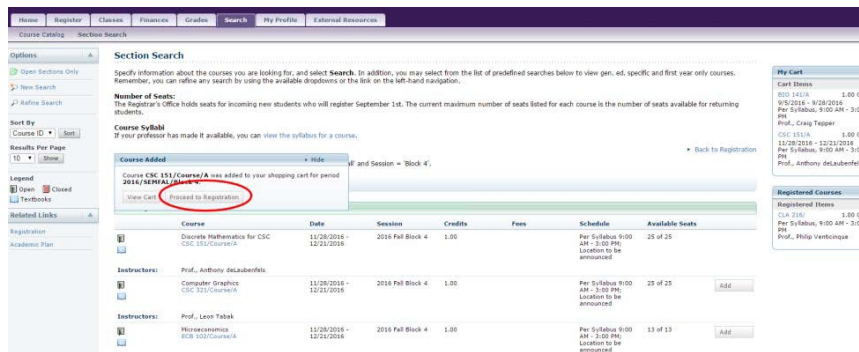 Home Register Classes Finances Grades Search My Profile External Resources
Course Catalog Section Search
Options
Open Sections Only
New Search
Refine Search
Sort By
Course ID Sort
Results Per Page
10 Show
Legend
Open Closed
Textbooks
Related Links
Registration
Academic Plan
Section Search
Specify information about the courses you are looking for, and select Search. In addition, you may select from the list of predefined searches below to view gen. ed. specific and first year only courses.
Remember, you can refine any search by using the available dropdowns or the link on the left-hand navigation.
Number of Seats:
The Registrar's Office holds seats for incoming new students who will register September 1st. The current maximum number of seats listed for each course is the number of seats available for returning
students.
Course Syllabi
If your professor has made it available, you can view the syllabus for a course.
Back to Registration
Course Added Hide
all' and Session = 'Block 4'.
Course CSC 151/Course/A was added to your shopping cart for period
2016/SEMFAL/Block 4.
View Cart Proceed to Registration
Course Date Session Credits Fees Schedule Available Seats
Discrete Mathematics for CSC 11/28/2016 - 2016 Fall Block 4 1.00 Per Syllabus 9:00 25 of 25
CSC 151/Course/A 12/21/2016 AM - 3:00 PM;
Location to be
announced
Instructors: Prof., Anthony deLaubenfels
Computer Graphics 11/28/2016 - 2016 Fall Block 4 1.00 Per Syllabus 9:00 25 of 25 Add
CSC 321/Course/A 12/21/2016 AM - 3:00 PM;
Location to be
announced
Instructors: Prof., Leon Tabak
Microeconomics 11/28/2016 - 2016 Fall Block 4 1.00 Per Syllabus 9:00 13 of 13 Add
ECB 102/Course/A 12/21/2016 AM - 3:00 PM;
Location to be
announced
My Cart
Cart Items
BIO 141/A 1.00
9/5/2016 - 9/28/2016
Per Syllabus, 9:00 AM - 3:0
PM
Prof., Craig Tepper
CSC 151/A 1.00
11/28/2016 - 12/21/2016
Per Syllabus, 9:00 AM - 3:0
PM
Prof., Anthony deLaubenfel
Registered Courses
Registered Items
CLA 216/ 1.00
Per Syllabus, 9:00 AM - 3:0
PM
Prof., Philip Venticinque